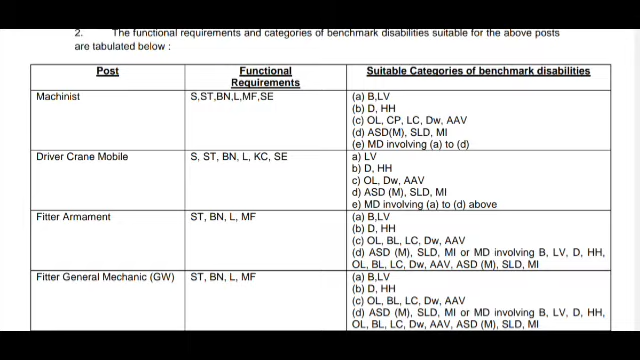 2. The functional requirements and categories of benchmark disabilities suitable for the above posts
are tabulated below :
Post Functional Requirements Suitable Categories of benchmark disabilities
Machinist S,ST,BN,L,MF,SE (a) B,LV
(b) D, HH
(c) OL, CP, LC, Dw, AAV
(d) ASD(M), SLD, MI
(e) MD involving (a) to (d)
Driver Crane Mobile S, ST, BN, L, KC, SE a) LV
b) D, HH
c) OL, Dw, AAV
d) ASD (M), SLD, MI
e) MD involving (a) to (d) above
Fitter Armament ST, BN, L, MF (a) B,LV
(b) D, HH
(c) OL, BL, LC, Dw, AAV
(d) ASD (M), SLD, MI or MD involving B, LV, D, HH,
OL, BL, LC, Dw, AAV, ASD (M), SLD, MI
Fitter General Mechanic (GW) ST, BN, L, MF (a) B,LV
(b) D, HH
(c) OL, BL, LC, Dw, AAV
(d) ASD (M), SLD, MI or MD involving B, LV, D, HH,
OL, BL, LC, Dw, AAV, ASD (M), SLD, MI